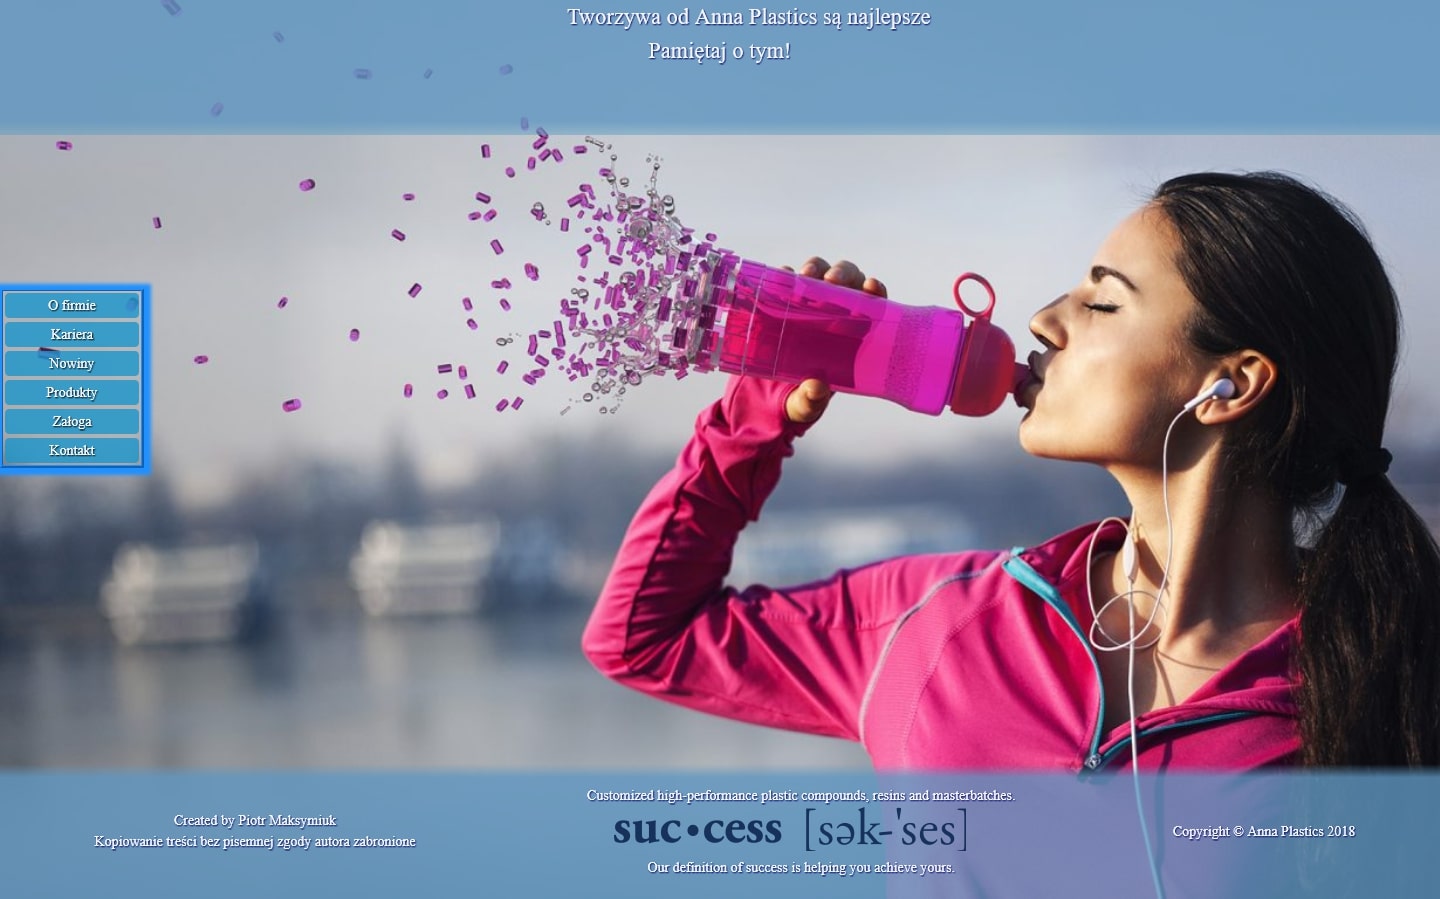 Tworzywa od Anna Plastics są najlepsze
Pamiętaj o tym!
O firmie
Kariera
Nowiny
Produkty
Załoga
Kontakt
Created by Piotr Maksymiuk
Kopiowanie treści bez pisemnej zgody autora zabronione
Customized high-performance plastic compounds, resins and masterbatches.
suc•cess [sək-'ses]
Our definition of success is helping you achieve yours.
Copyright © Anna Plastics 2018